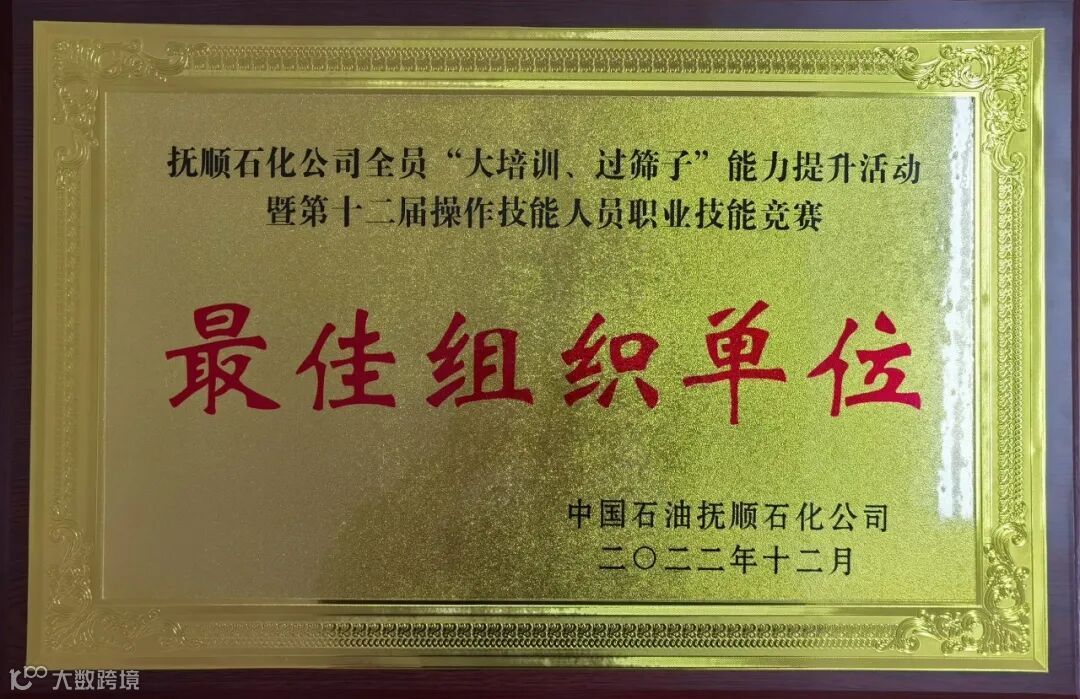 抚顺石化公司全员“大培训、过筛子”能力提升活动
暨第十二届操作技能人员职业技能竞赛
最佳组织单位
中国石油抚顺石化公司
二〇二二年十二月
大数跨境